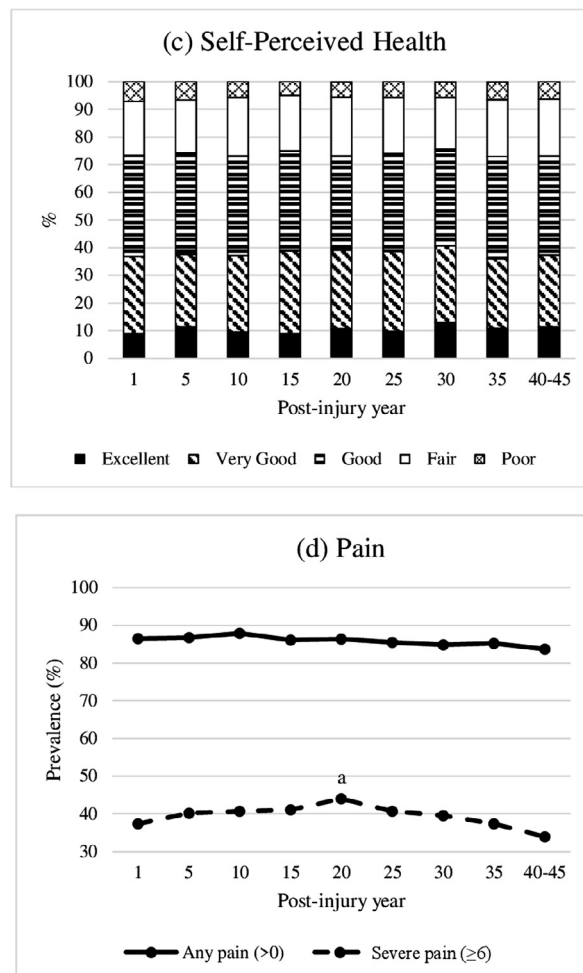 (c) Self-Perceived Health
100
90
80
70
60
50
40
30
20
10
0
%
1 5 10 15 20 25 30 35 40-45
Post-injury year
Excellent Very Good Good Fair Poor
(d) Pain
100
90
80
70
60
50
40
30
Prevalence (%)
a
1 5 10 15 20 25 30 35 40-45
Post-injury year
Any pain (>0) Severe pain (≥6)